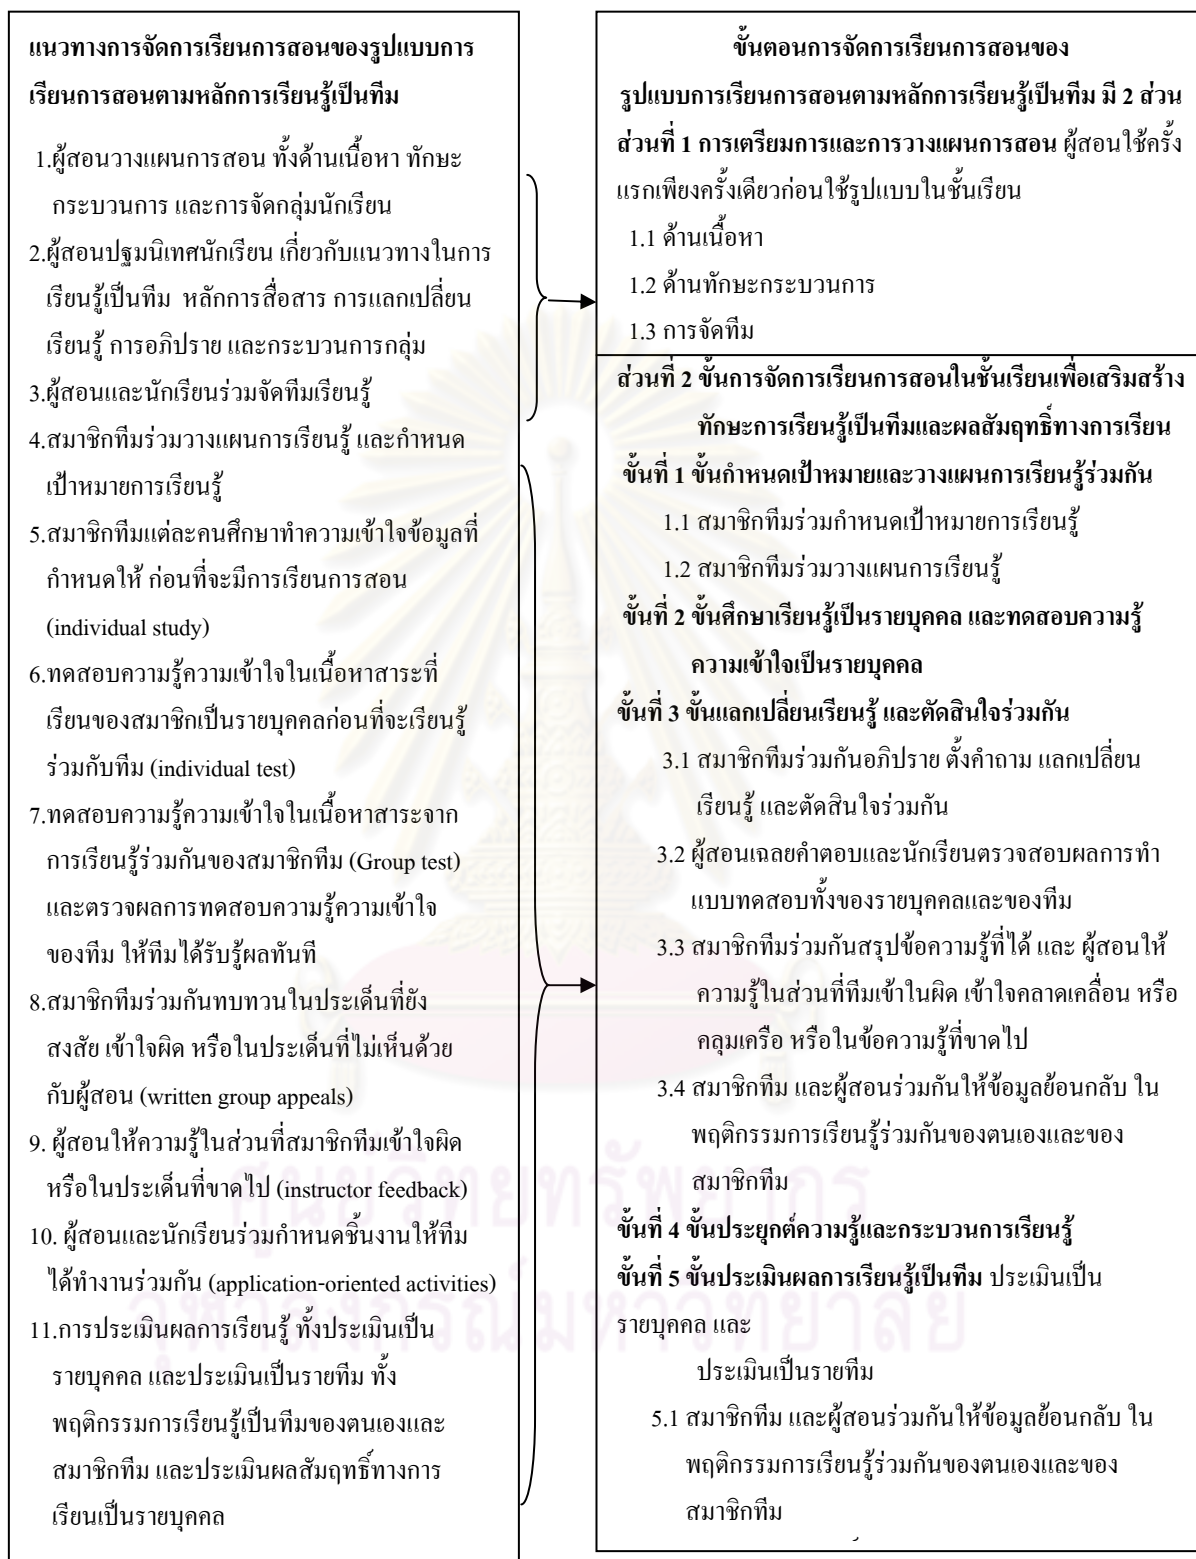 แนวทางการจัดการเรียนการสอนของรูปแบบการ
เรียนการสอนตามหลักการเรียนรู้เป็นทีม
1.ผู้สอนวางแผนการสอน ทั้งด้านเนื้อหา ทักษะ
กระบวนการ และการจัดกลุ่มนักเรียน
2.ผู้สอนปฐมนิเทศนักเรียน เกี่ยวกับแนวทางในการ
เรียนรู้เป็นทีม หลักการสื่อสาร การแลกเปลี่ยน
เรียนรู้ การอภิปราย และกระบวนการกลุ่ม
3.ผู้สอนและนักเรียนร่วมจัดทีมเรียนรู้
4.สมาชิกทีมร่วมวางแผนการเรียนรู้ และกำหนด
เป้าหมายการเรียนรู้
5.สมาชิกทีมแต่ละคนศึกษาทำความเข้าใจข้อมูลที่
กำหนดให้ ก่อนที่จะมีการเรียนการสอน
(individual study)
6.ทดสอบความรู้ความเข้าใจในเนื้อหาสาระที่
เรียนของสมาชิกเป็นรายบุคคลก่อนที่จะเรียนรู้
ร่วมกับทีม (individual test)
7.ทดสอบความรู้ความเข้าใจในเนื้อหาสาระจาก
การเรียนรู้ร่วมกันของสมาชิกทีม (Group test)
และตรวจผลการทดสอบความรู้ความเข้าใจ
ของทีม ให้ทีมได้รับรู้ผลทันที
8.สมาชิกทีมร่วมกันทบทวนในประเด็นที่ยัง
สงสัย เข้าใจผิด หรือในประเด็นที่ไม่เห็นด้วย
กับผู้สอน (written group appeals)
9. ผู้สอนให้ความรู้ในส่วนที่สมาชิกทีมเข้าใจผิด
หรือในประเด็นที่ขาดไป (instructor feedback)
10. ผู้สอนและนักเรียนร่วมกำหนดชิ้นงานให้ทีม
ได้ทำงานร่วมกัน (application-oriented activities)
11.การประเมินผลการเรียนรู้ ทั้งประเมินเป็น
รายบุคคล และประเมินเป็นรายทีม ทั้ง
พฤติกรรมการเรียนรู้เป็นทีมของตนเองและ
สมาชิกทีม และประเมินผลสัมฤทธิ์ทางการ
เรียนเป็นรายบุคคล
ขั้นตอนการจัดการเรียนการสอนของ
รูปแบบการเรียนการสอนตามหลักการเรียนรู้เป็นทีม มี 2 ส่วน
ส่วนที่ 1 การเตรียมการและการวางแผนการสอน ผู้สอนใช้ครั้ง
แรกเพียงครั้งเดียวก่อนใช้รูปแบบในชั้นเรียน
1.1 ด้านเนื้อหา
1.2 ด้านทักษะกระบวนการ
1.3 การจัดทีม
ส่วนที่ 2 ขั้นการจัดการเรียนการสอนในชั้นเรียนเพื่อเสริมสร้าง
ทักษะการเรียนรู้เป็นทีมและผลสัมฤทธิ์ทางการเรียน
ขั้นที่ 1 ขั้นกำหนดเป้าหมายและวางแผนการเรียนรู้ร่วมกัน
1.1 สมาชิกทีมร่วมกำหนดเป้าหมายการเรียนรู้
1.2 สมาชิกทีมร่วมวางแผนการเรียนรู้
ขั้นที่ 2 ขั้นศึกษาเรียนรู้เป็นรายบุคคล และทดสอบความรู้
ความเข้าใจเป็นรายบุคคล
ขั้นที่ 3 ขั้นแลกเปลี่ยนเรียนรู้ และตัดสินใจร่วมกัน
3.1 สมาชิกทีมร่วมกันอภิปราย ตั้งคำถาม แลกเปลี่ยน
เรียนรู้ และตัดสินใจร่วมกัน
3.2 ผู้สอนเฉลยคำตอบและนักเรียนตรวจสอบผลการทำ
แบบทดสอบทั้งของรายบุคคลและของทีม
3.3 สมาชิกทีมร่วมกันสรุปข้อความรู้ที่ได้ และ ผู้สอนให้
ความรู้ในส่วนที่ทีมเข้าในผิด เข้าใจคลาดเคลื่อน หรือ
คลุมเครือ หรือในข้อความรู้ที่ขาดไป
3.4 สมาชิกทีม และผู้สอนร่วมกันให้ข้อมูลย้อนกลับ ใน
พฤติกรรมการเรียนรู้ร่วมกันของตนเองและของ
สมาชิกทีม
ขั้นที่ 4 ขั้นประยุกต์ความรู้และกระบวนการเรียนรู้
ขั้นที่ 5 ขั้นประเมินผลการเรียนรู้เป็นทีม ประเมินเป็น
รายบุคคล และ
ประเมินเป็นรายทีม
5.1 สมาชิกทีม และผู้สอนร่วมกันให้ข้อมูลย้อนกลับ ใน
พฤติกรรมการเรียนรู้ร่วมกันของตนเองและของ
สมาชิกทีม
ศูนย์วิทยทรัพยากร
จุฬาลงกรณ์มหาวิทยาลัย